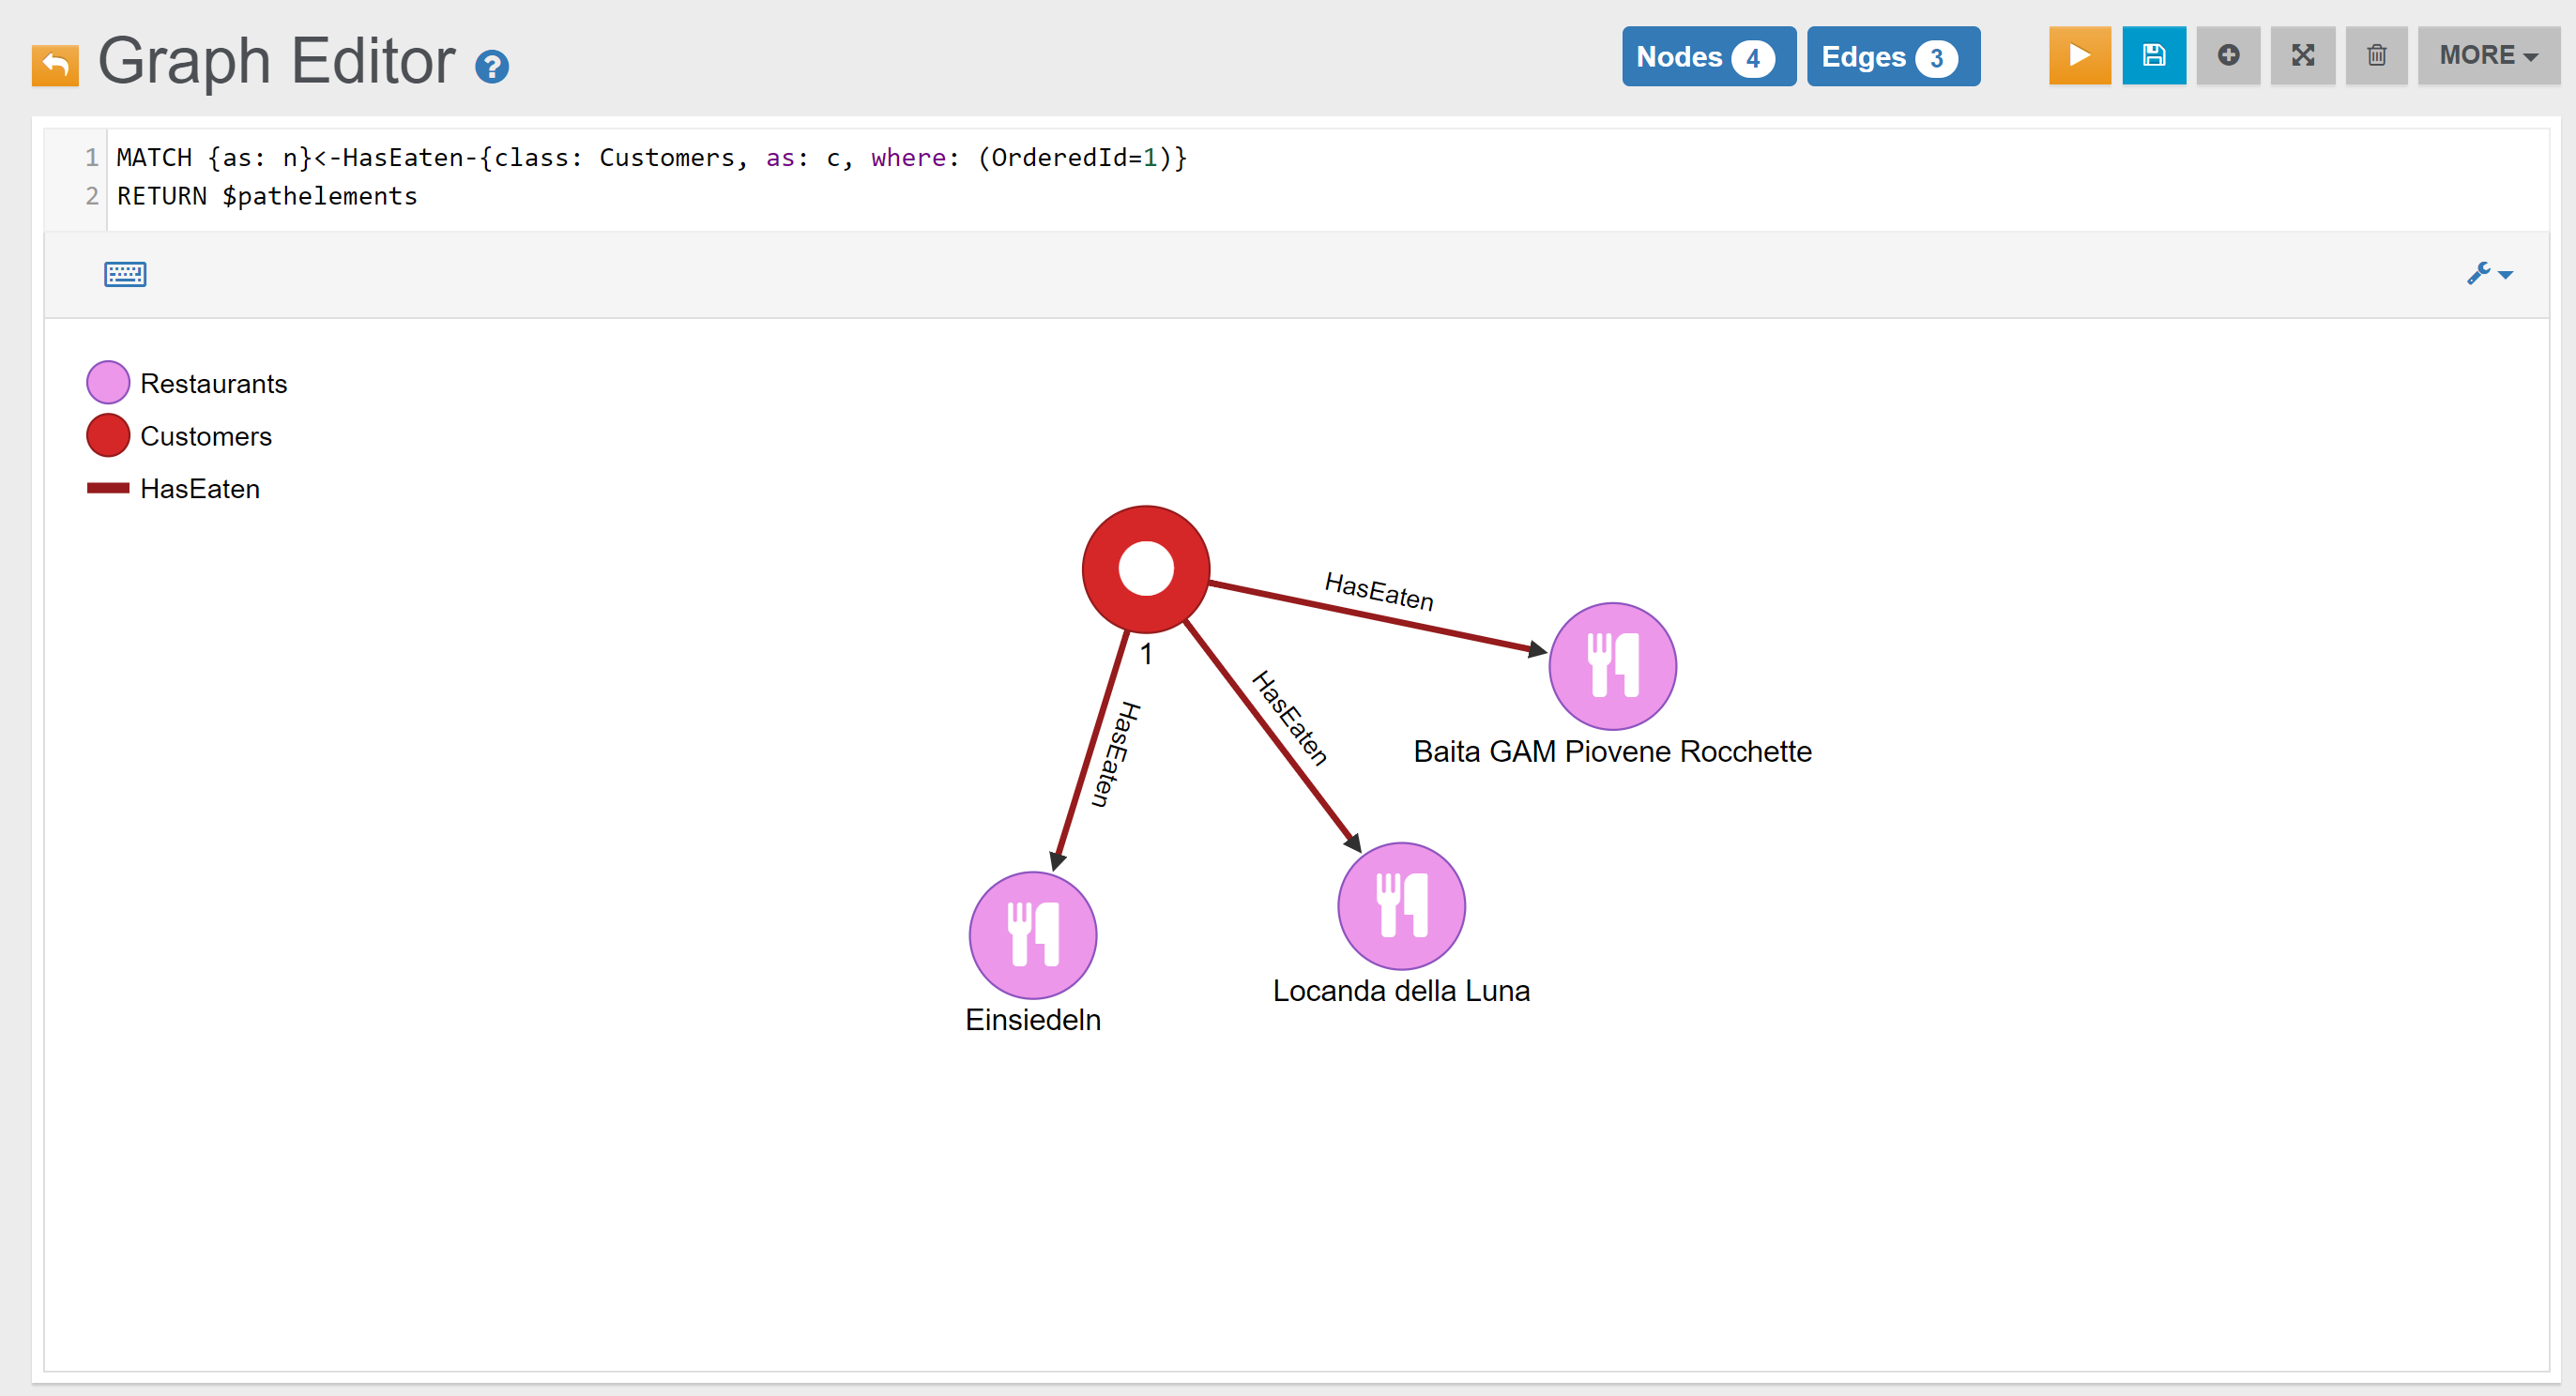 Graph Editor ?
Nodes 4
Edges 3
MORE
1 MATCH {as: n}<-HasEaten-{class: Customers, as: c, where: (OrderedId=1)}
2 RETURN $pathelements
Restaurants
Customers
HasEaten
HasEaten
1
HasEaten
HasEaten
Baita GAM Piovene Rocchette
Locanda della Luna
Einsiedeln